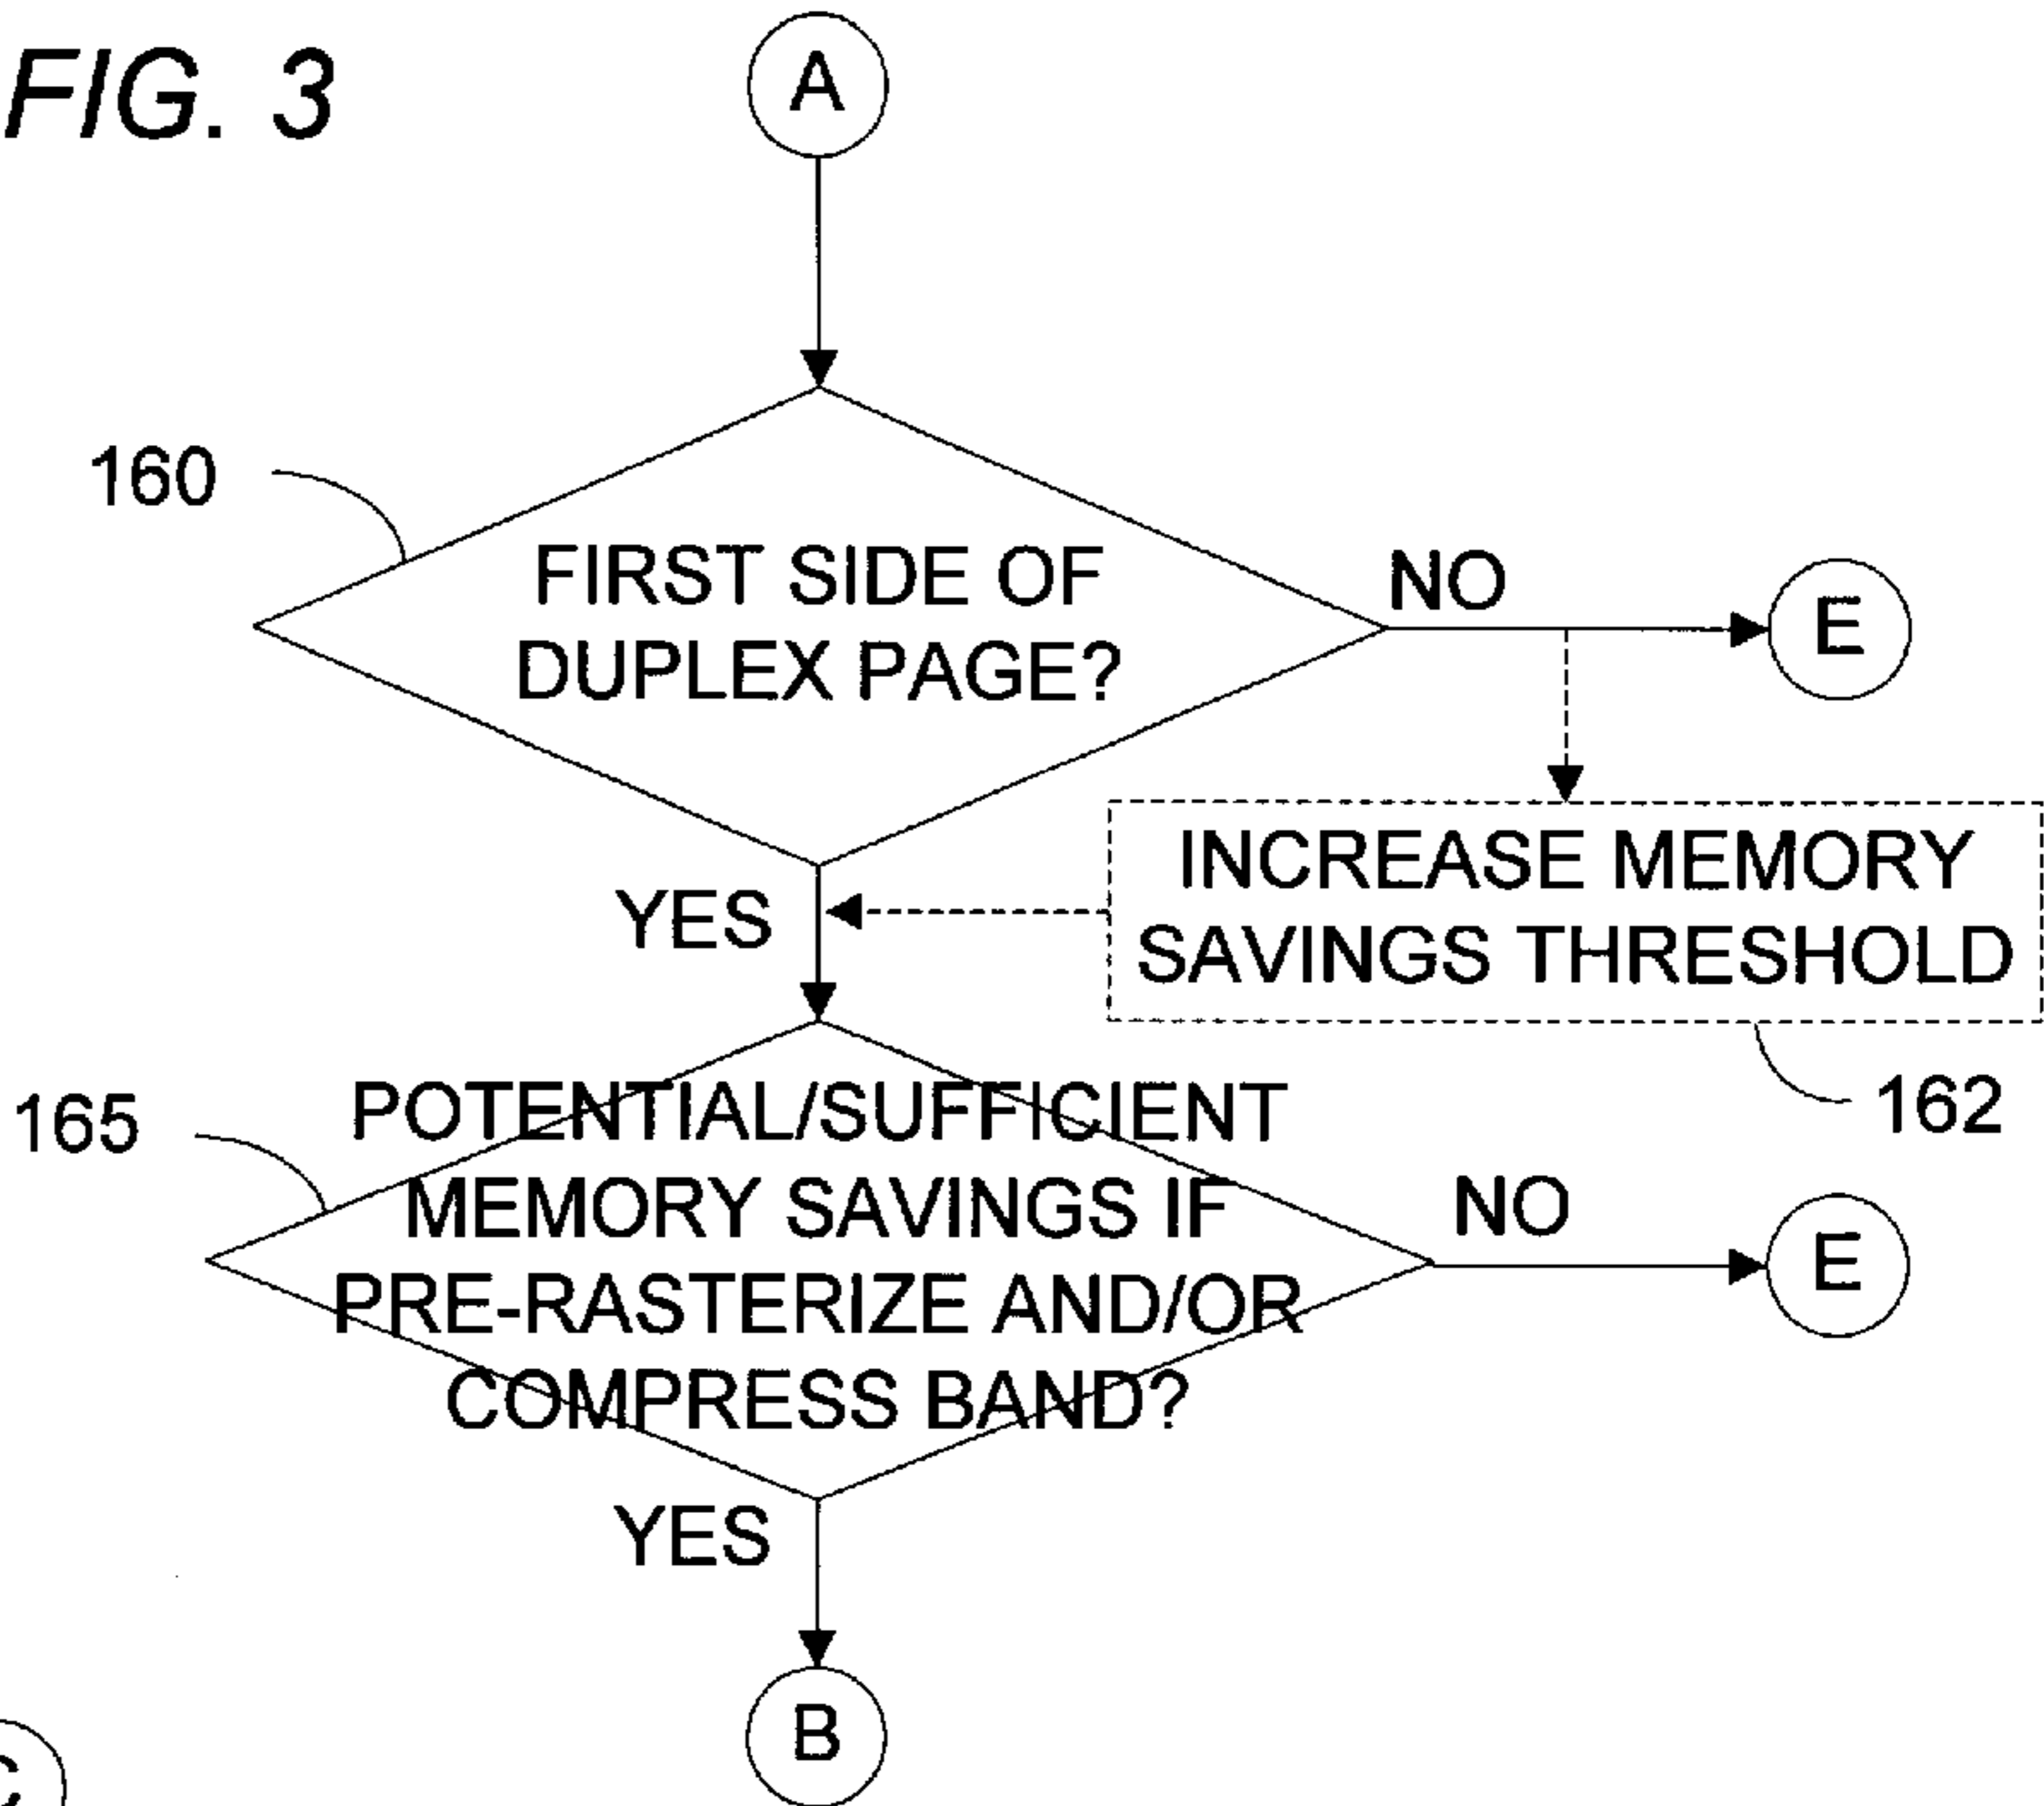 FIG. 3
A
160
FIRST SIDE OF
DUPLEX PAGE?
NO
E
YES
INCREASE MEMORY
SAVINGS THRESHOLD
162
165
POTENTIAL/SUFFICIENT
MEMORY SAVINGS IF
PRE-RASTERIZE AND/OR
COMPRESS BAND?
NO
E
YES
B